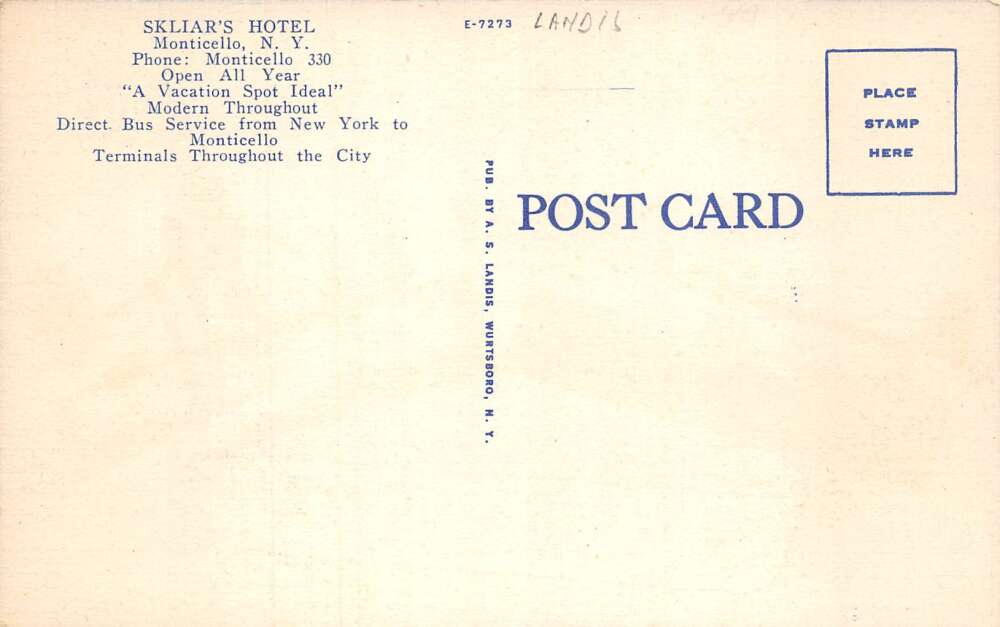 SKLIAR'S HOTEL
Monticello, N. Y.
Phone: Monticello 330
Open All Year
"A Vacation Spot Ideal"
Modern Throughout
Direct Bus Service from New York to
Monticello
Terminals Throughout the City
E-7273
LANDIS
PUB. BY A. S. LANDIS, WURTSBORO, N. Y.
POST CARD
PLACE
STAMP
HERE